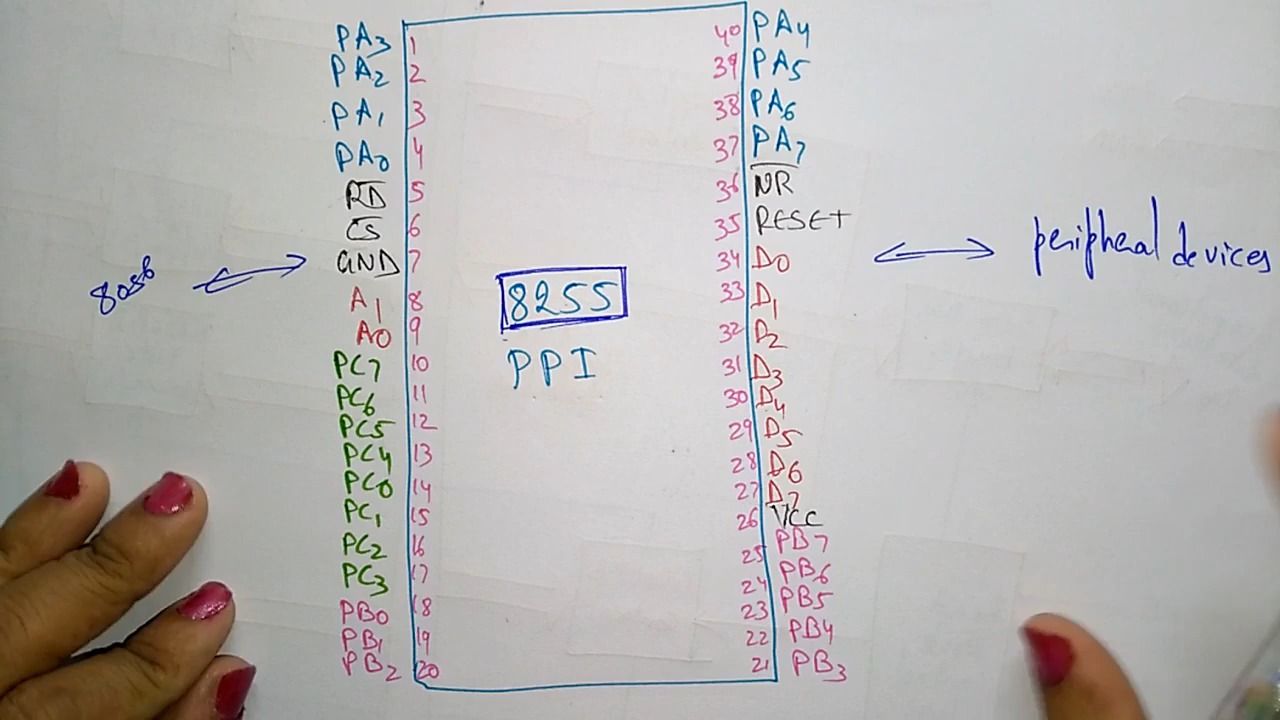 PA3 1 40 PA4
PA2 2 39 PA5
PA1 3 38 PA6
PA0 4 37 PA7
RD 5 36 WR
CS 6 35 RESET
GND 7 34 D0
8086 peripheral devices
A1 8 33 D1
8255
A0 9 32 D2
PC7 10 PPI 31 D3
PC6 11 30 D4
PC5 12 29 D5
PC4 13 28 D6
PC0 14 27 D7
PC1 15 26 VCC
PC2 16 25 PB7
PC3 17 24 PB6
PB0 18 23 PB5
PB1 19 22 PB4
PB2 20 21 PB3